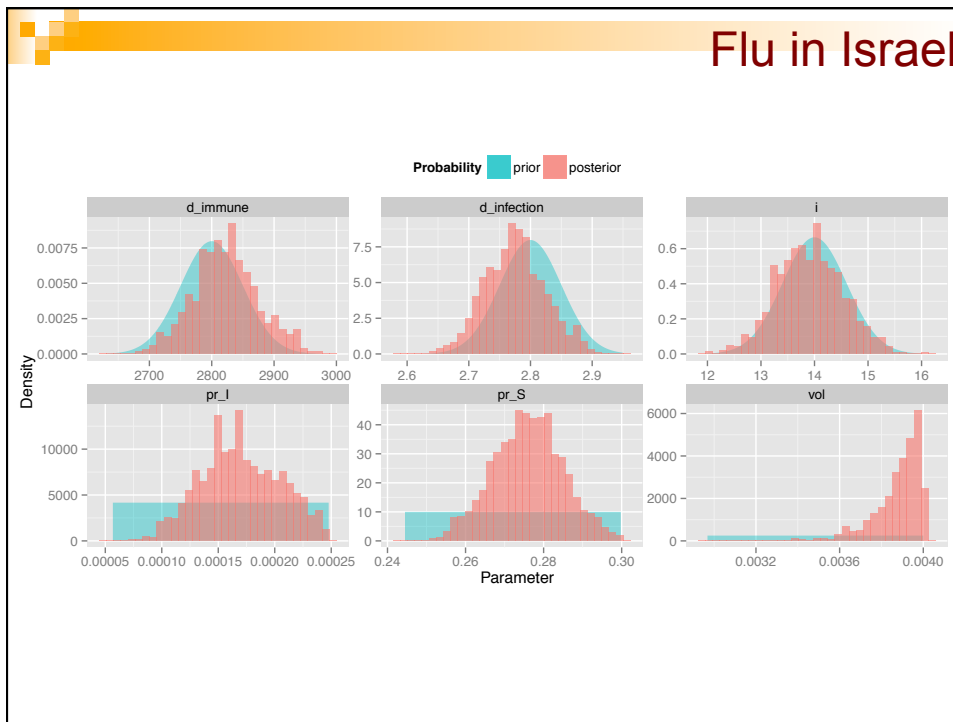 Flu in Israel
Probability prior posterior
d_immune d_infection i
0.0075
0.0050
0.0025
0.0000
7.5
5.0
2.5
0.0
0.6
0.4
0.2
0.0
2700 2800 2900 3000
2.6 2.7 2.8 2.9
12 13 14 15 16
Density
pr_I pr_S vol
10000
5000
0
40
30
20
10
0
6000
4000
2000
0
0.00005 0.00010 0.00015 0.00020 0.00025
0.24 0.26 0.28 0.30
0.0032 0.0036 0.0040
Parameter